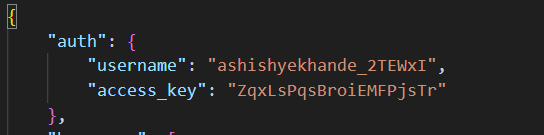 {
"auth": {
"username": "ashishyekhande_2TEWxI",
"access_key": "ZqxLsPqsBroiEMFPjsTr"
},